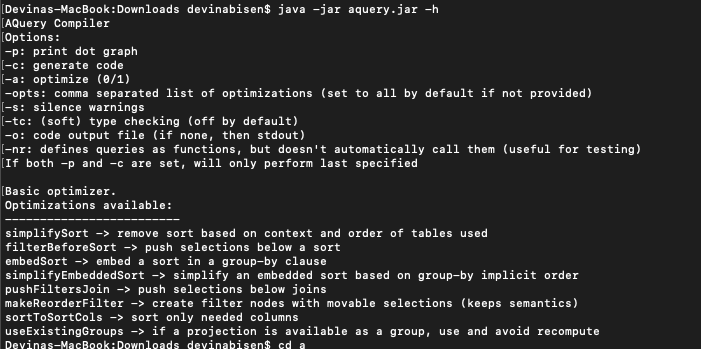 Devinas-MacBook:Downloads devinabisen$ java -jar aquery.jar -h
[AQuery Compiler
[Options:
-p: print dot graph
[-c: generate code
[-a: optimize (0/1)
-opts: comma separated list of optimizations (set to all by default if not provided)
[-s: silence warnings
[-tc: (soft) type checking (off by default)
-o: code output file (if none, then stdout)
[-nr: defines queries as functions, but doesn't automatically call them (useful for testing)
[If both -p and -c are set, will only perform last specified
[Basic optimizer.
Optimizations available:
-------------------------
simplifySort -> remove sort based on context and order of tables used
filterBeforeSort -> push selections below a sort
embedSort -> embed a sort in a group-by clause
simplifyEmbeddedSort -> simplify an embedded sort based on group-by implicit order
pushFiltersJoin -> push selections below joins
makeReorderFilter -> create filter nodes with movable selections (keeps semantics)
sortToSortCols -> sort only needed columns
useExistingGroups -> if a projection is available as a group, use and avoid recompute
Devinas-MacBook:Downloads devinabisen$ cd a